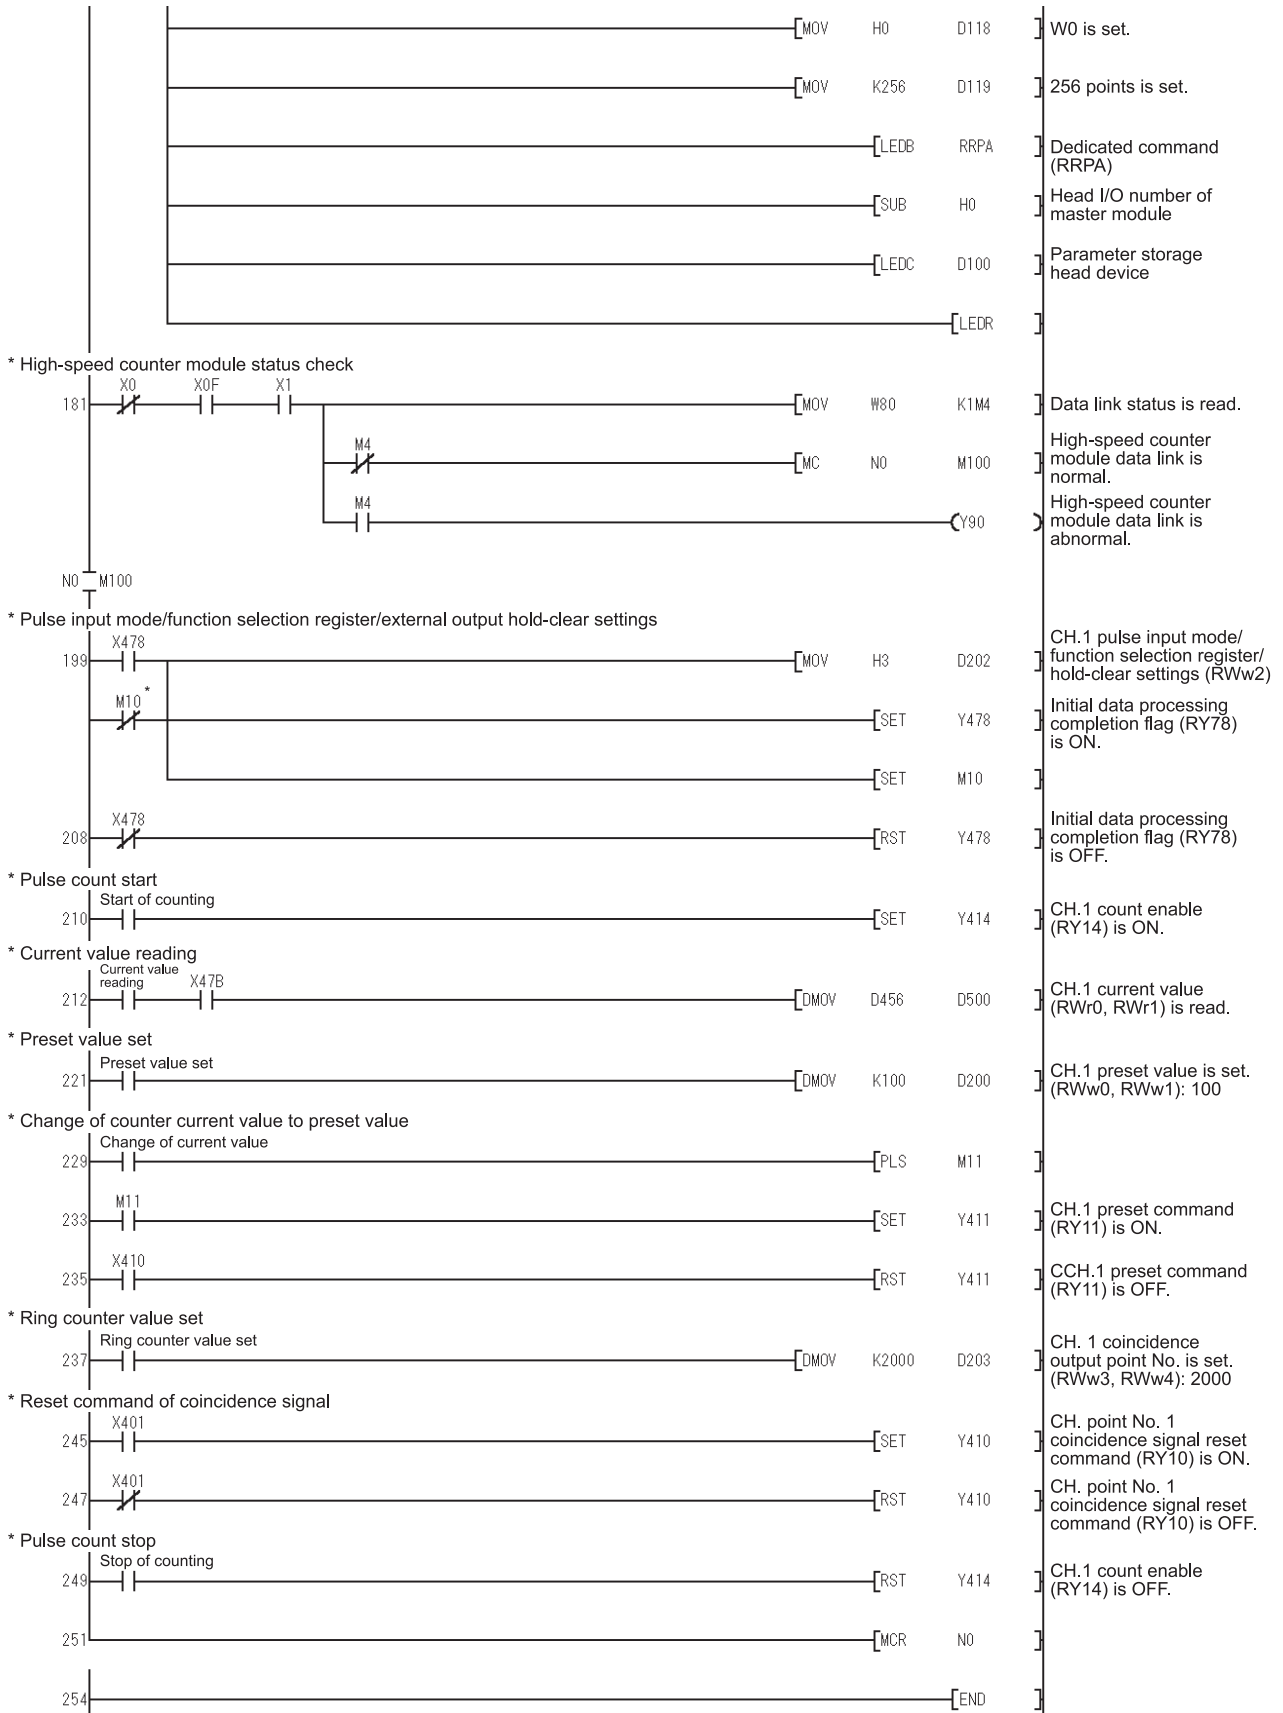 MOV H0 D118 W0 is set.
MOV K256 D119 256 points is set.
LEDB RRPA Dedicated command
(RRPA)
SUB H0 Head I/O number of
master module
LEDC D100 Parameter storage
head device
LEDR
* High-speed counter module status check
X0 X0F X1
181 MOV W80 K1M4 Data link status is read.
M4
MC N0 M100 High-speed counter
module data link is
normal.
M4
Y90 High-speed counter
module data link is
abnormal.
N0 M100
* Pulse input mode/function selection register/external output hold-clear settings
X478
199 MOV H3 D202 CH.1 pulse input mode/
function selection register/
hold-clear settings (RWw2)
M10 *
SET Y478 Initial data processing
completion flag (RY78)
is ON.
SET M10
X478
208 RST Y478 Initial data processing
completion flag (RY78)
is OFF.
* Pulse count start
Start of counting
210 SET Y414 CH.1 count enable
(RY14) is ON.
* Current value reading
Current value
reading X47B
212 DMOV D456 D500 CH.1 current value
(RWr0, RWr1) is read.
* Preset value set
Preset value set
221 DMOV K100 D200 CH.1 preset value is set.
(RWw0, RWw1): 100
* Change of counter current value to preset value
Change of current value
229 PLS M11
M11
233 SET Y411 CH.1 preset command
(RY11) is ON.
X410
235 RST Y411 CCH.1 preset command
(RY11) is OFF.
* Ring counter value set
Ring counter value set
237 DMOV K2000 D203 CH. 1 coincidence
output point No. is set.
(RWw3, RWw4): 2000
* Reset command of coincidence signal
X401
245 SET Y410 CH. point No. 1
coincidence signal reset
command (RY10) is ON.
X401
247 RST Y410 CH. point No. 1
coincidence signal reset
command (RY10) is OFF.
* Pulse count stop
Stop of counting
249 RST Y414 CH.1 count enable
(RY14) is OFF.
251 MCR N0
254 END